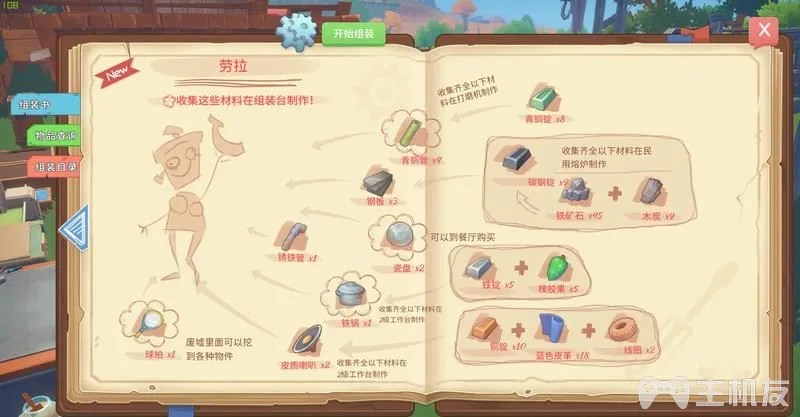 108
开始组装
X
New
劳拉
收集这些材料在组装台制作!
组装书
物品查询
组装目录
收集齐全以下材
料在打磨机制作
青铜锭 x8
青铜管 x4
收集齐全以下材料在民
用熔炉制作
碳钢锭 x9
铁矿石 x45
木炭 x9
钢板 x3
锈铁管 x1
瓷盘 x2
可以到餐厅购买
铁锭 x5
橡胶果 x5
铁锅 x1
收集齐全以下材料在
2级工作台制作
铜锭 x10
蓝色皮革 x18
线圈 x2
球拍 x1
废墟里面可以挖
到各种物件
皮质喇叭 x2
收集齐全以下材料在
2级工作台制作
主机友